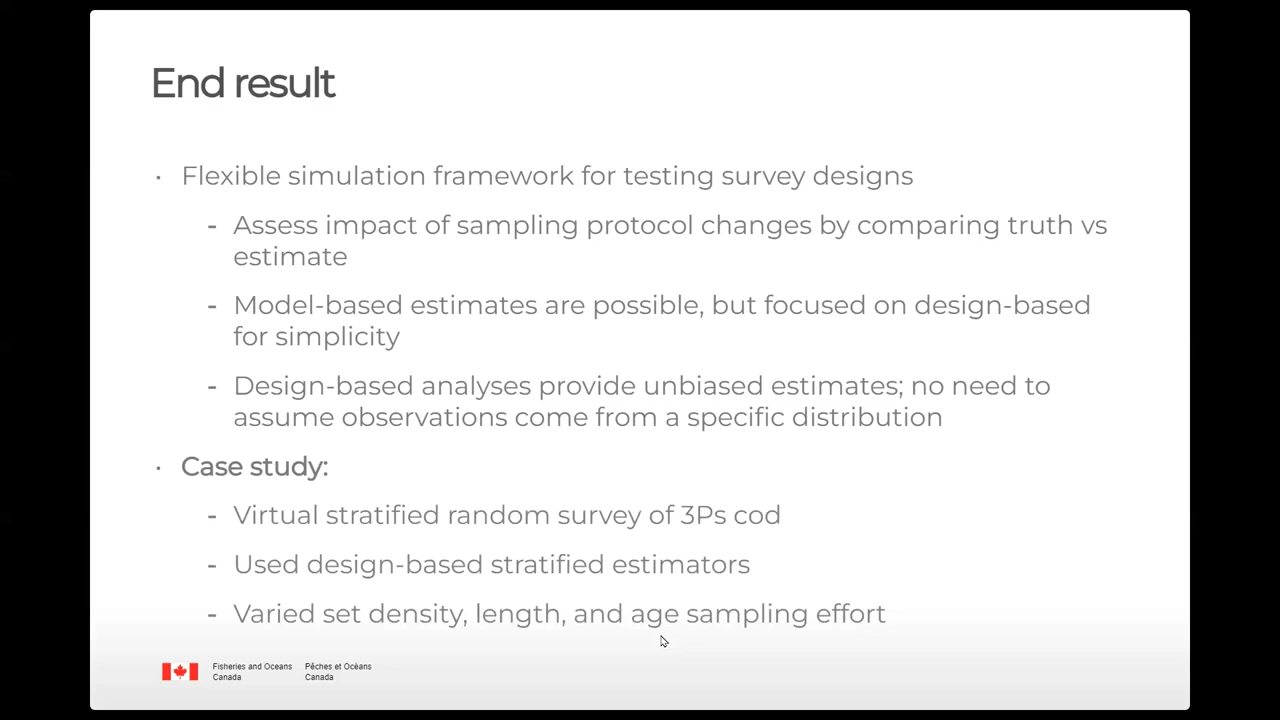 End result
· Flexible simulation framework for testing survey designs
- Assess impact of sampling protocol changes by comparing truth vs
estimate
- Model-based estimates are possible, but focused on design-based
for simplicity
- Design-based analyses provide unbiased estimates; no need to
assume observations come from a specific distribution
· Case study:
- Virtual stratified random survey of 3Ps cod
- Used design-based stratified estimators
- Varied set density, length, and age sampling effort
Fisheries and Oceans
Canada
Pêches et Océans
Canada